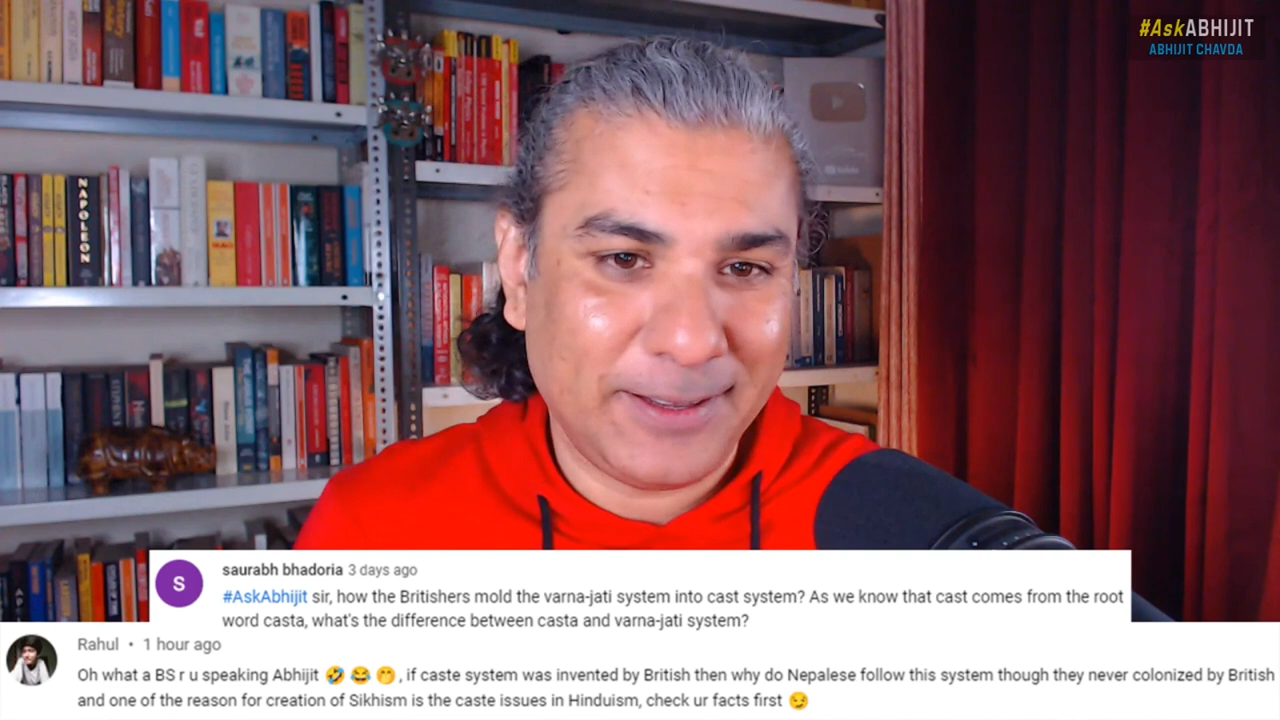 #AskABHIJIT
ABHIJIT CHAVDA
NAPOLEON
S
saurabh bhadoria 3 days ago
#AskAbhijit sir, how the Britishers mold the varna-jati system into cast system? As we know that cast comes from the root
word casta, what's the difference between casta and varna-jati system?
Rahul • 1 hour ago
Oh what a BS r u speaking Abhijit 🤣 😂 🤭, if caste system was invented by British then why do Nepalese follow this system though they never colonized by British
and one of the reason for creation of Sikhism is the caste issues in Hinduism, check ur facts first 😏